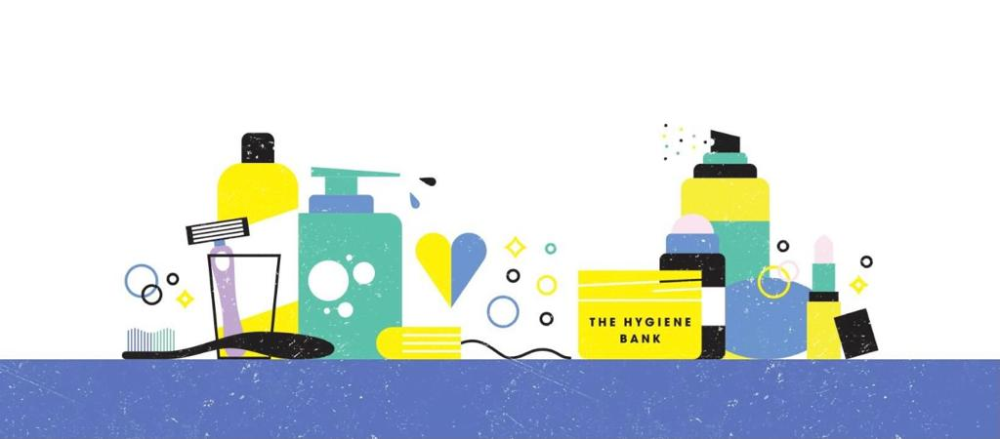 THE HYGIENE
BANK